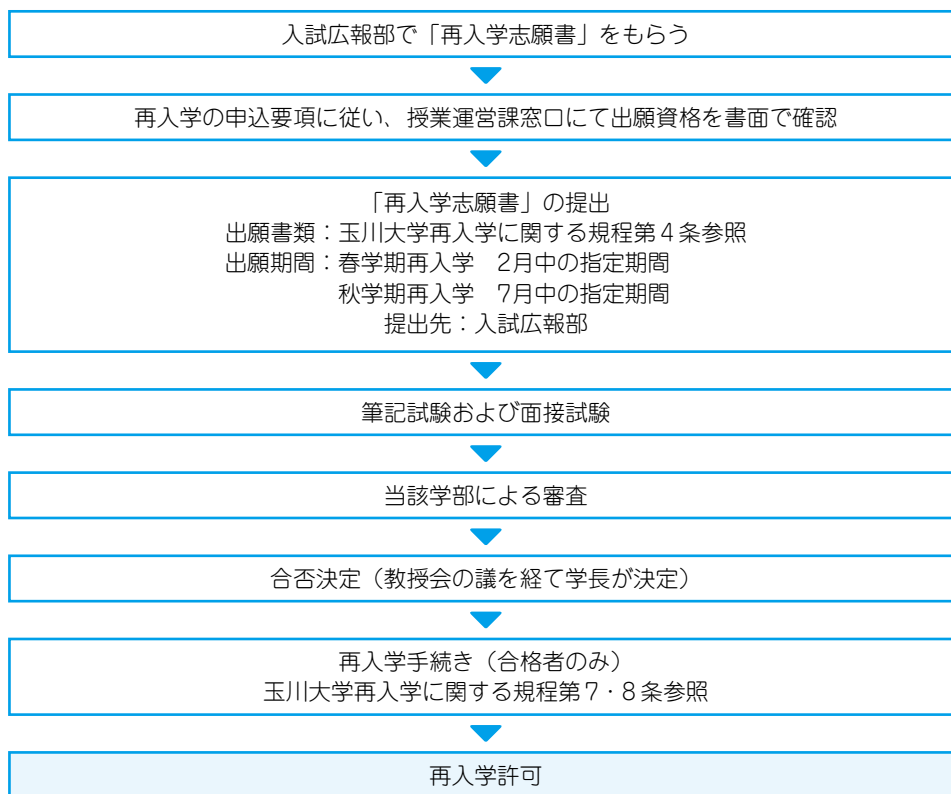 入試広報部で「再入学志願書」をもらう
再入学の申込要項に従い、授業運営課窓口にて出願資格を書面で確認
「再入学志願書」の提出
出願書類：玉川大学再入学に関する規程第４条参照
出願期間：春学期再入学　2月中の指定期間
秋学期再入学　7月中の指定期間
提出先：入試広報部
筆記試験および面接試験
当該学部による審査
合否決定（教授会の議を経て学長が決定）
再入学手続き（合格者のみ）
玉川大学再入学に関する規程第７・８条参照
再入学許可